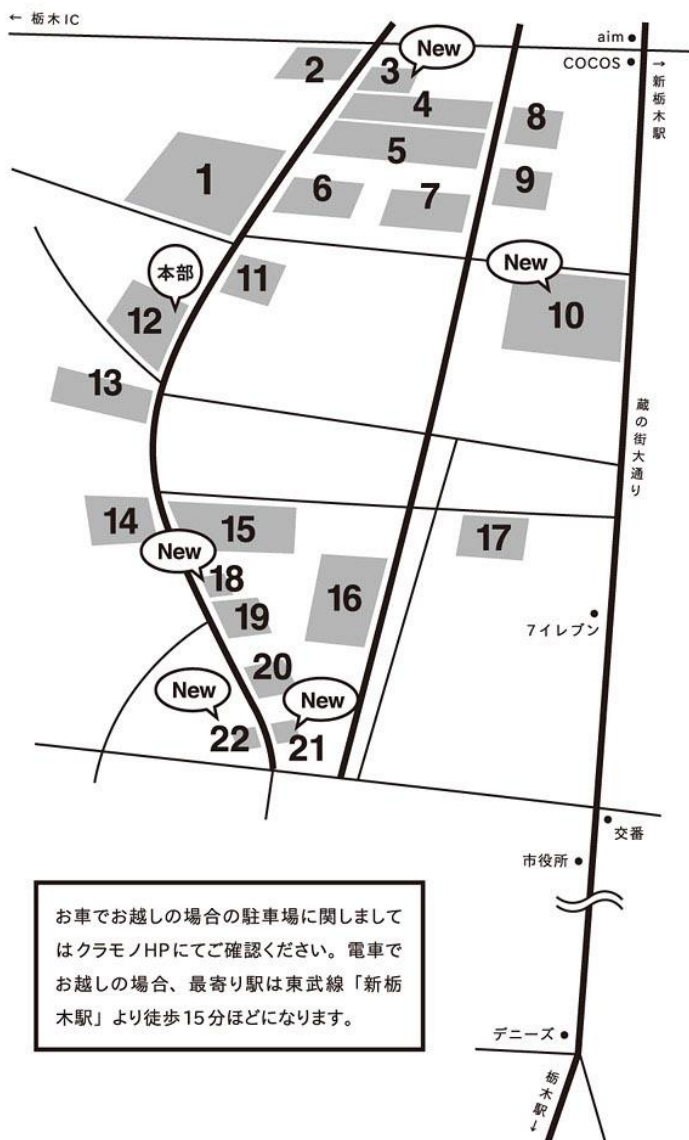 ← 栃木IC
aim
COCOS
→新栃木駅
New
2
3
4
5
8
1
6
7
9
New
本部
11
10
12
13
蔵の街大通り
14
15
17
New
18
16
19
7イレブン
20
New
New
22
21
交番
市役所
お車でお越しの場合の駐車場に関しまして
はクラモノHPにてご確認ください。電車で
お越しの場合、最寄り駅は東武線「新栃
木駅」より徒歩15分ほどになります。
デニーズ
栃木駅↓